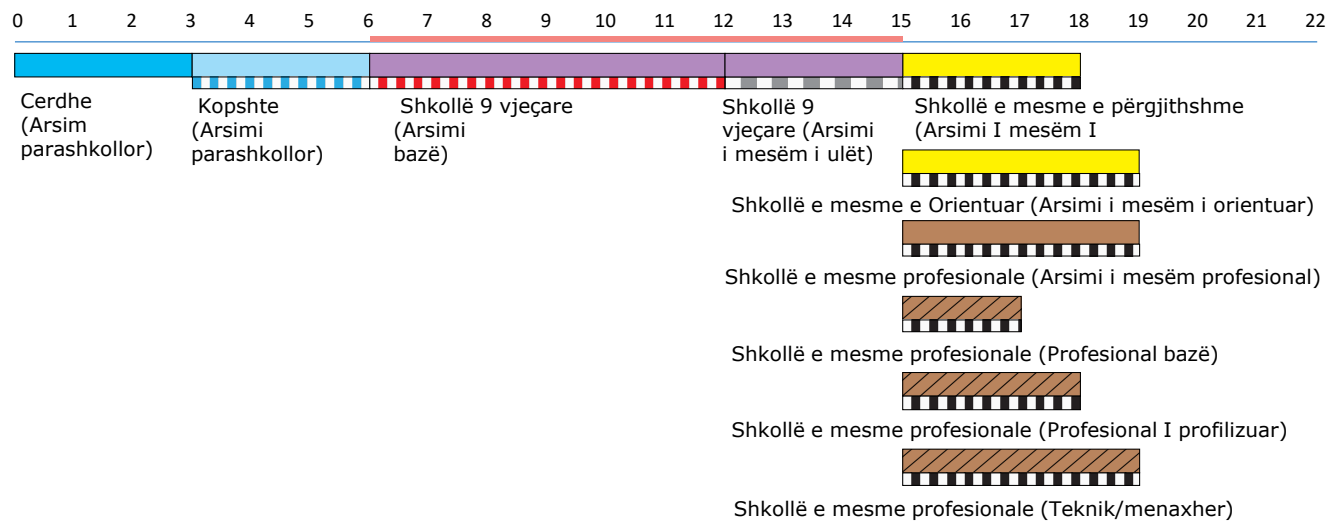 0 1 2 3 4 5 6 7 8 9 10 11 12 13 14 15 16 17 18 19 20 21 22
Cerdhe
(Arsim
parashkollor)
Kopshte
(Arsimi
parashkollor)
Shkollë 9 vjeçare
(Arsimi
bazë)
Shkollë 9
vjeçare (Arsimi
i mesëm i ulët)
Shkollë e mesme e përgjithshme
(Arsimi I mesëm I
Shkollë e mesme e Orientuar (Arsimi i mesëm i orientuar)
Shkollë e mesme profesionale (Arsimi i mesëm profesional)
Shkollë e mesme profesionale (Profesional bazë)
Shkollë e mesme profesionale (Profesional I profilizuar)
Shkollë e mesme profesionale (Teknik/menaxher)